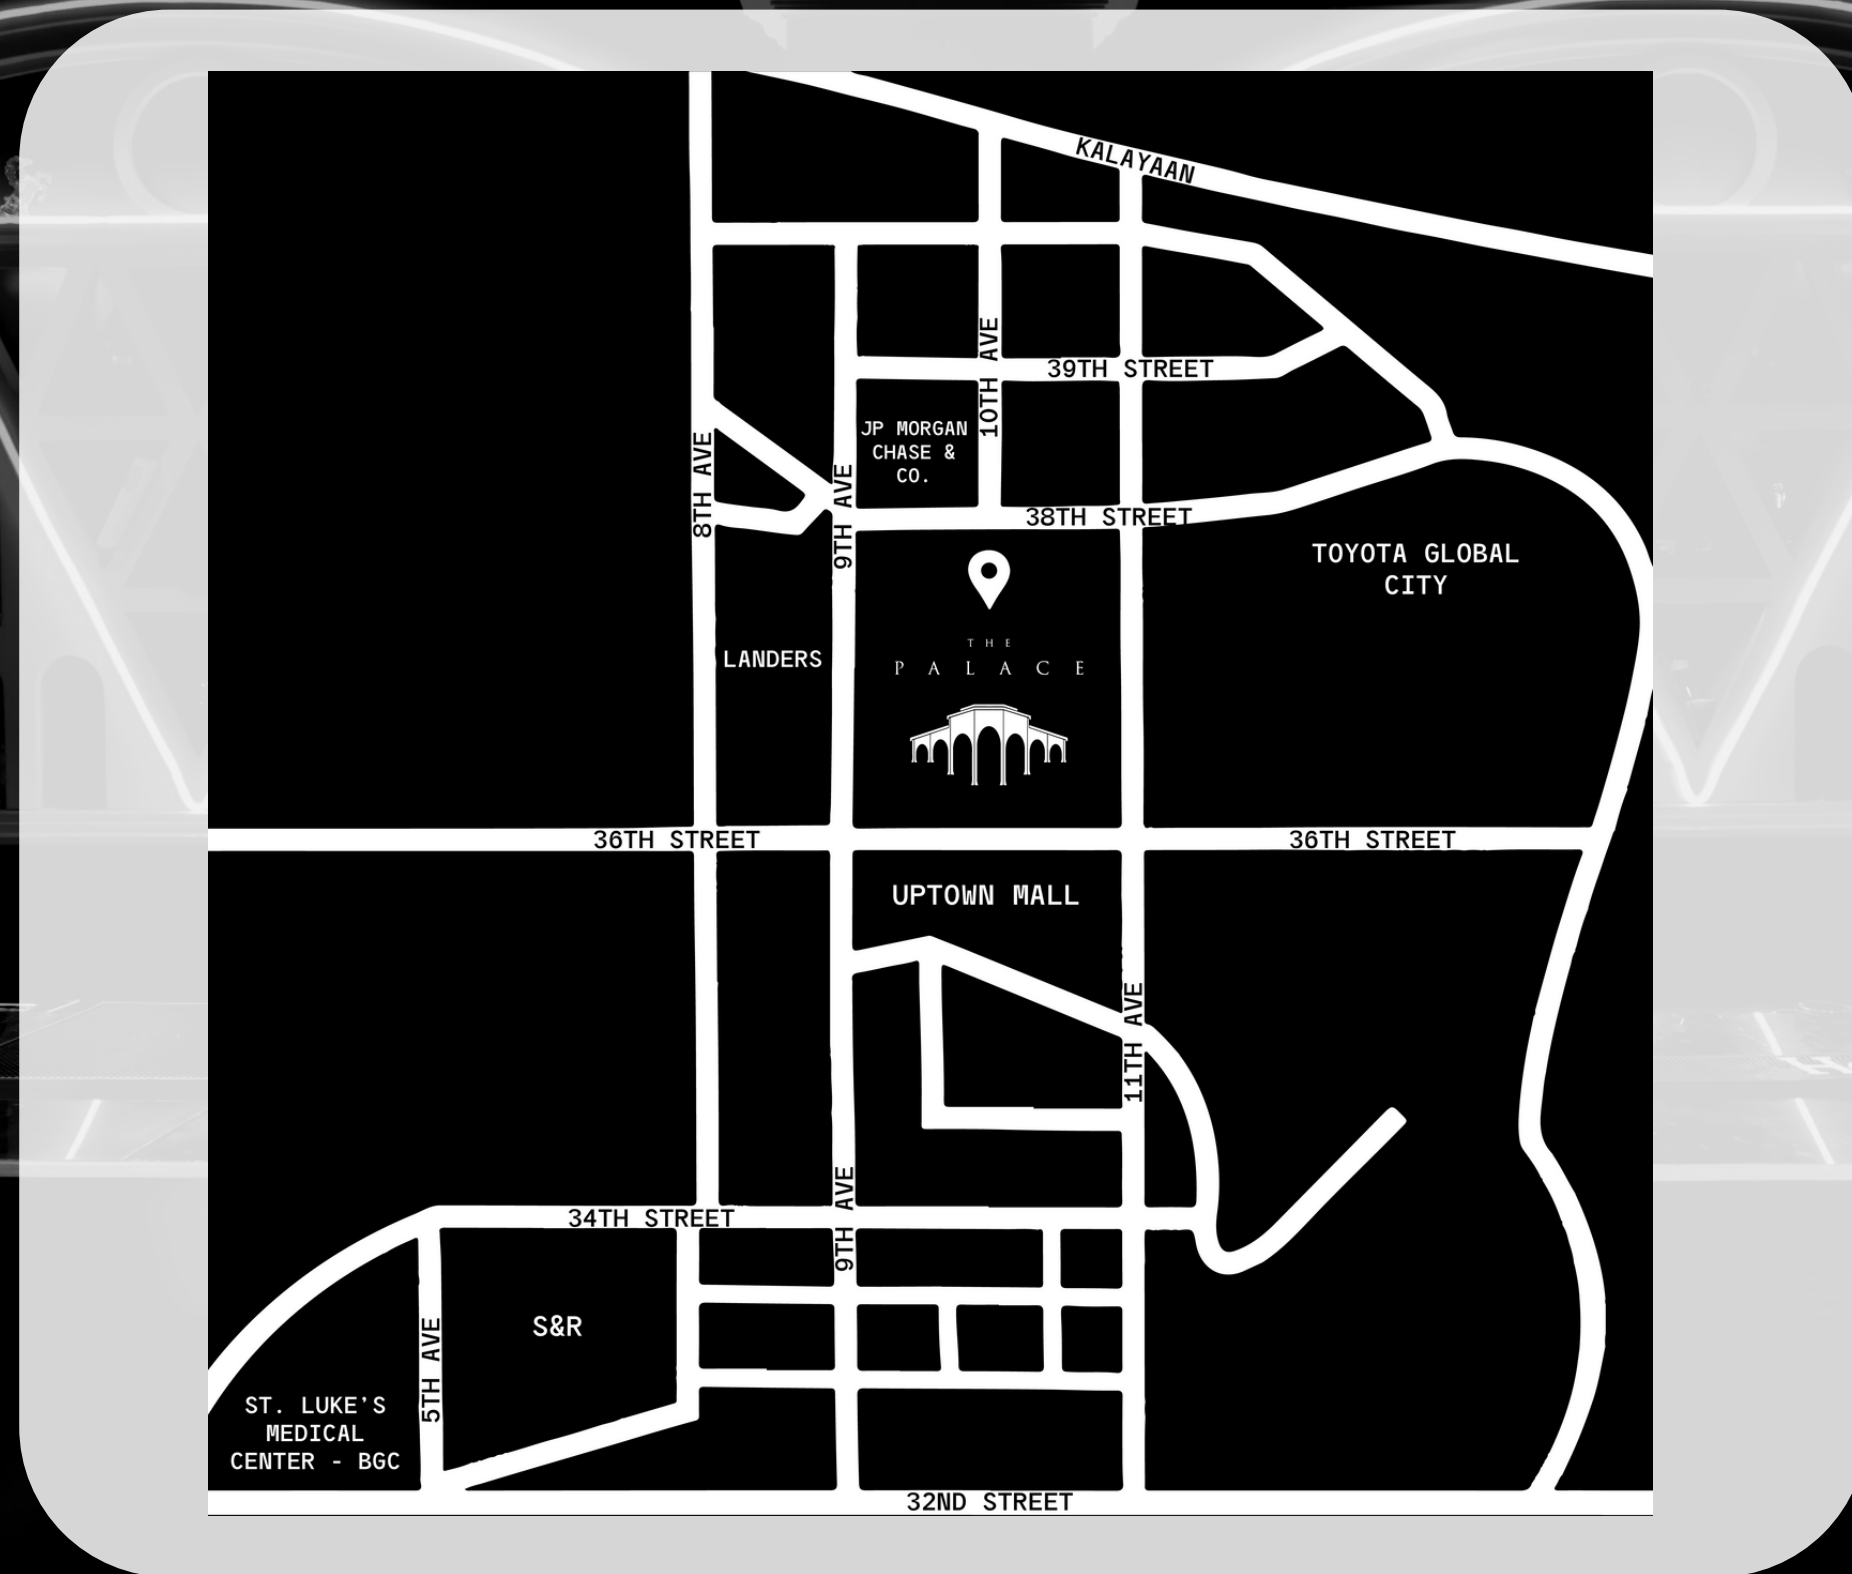 KALAYAAN
10TH AVE
39TH STREET
JP MORGAN
CHASE &
CO.
8TH AVE
9TH AVE
38TH STREET
TOYOTA GLOBAL
CITY
THE
PALACE
LANDERS
36TH STREET
36TH STREET
UPTOWN MALL
11TH AVE
9TH AVE
34TH STREET
S&R
5TH AVE
ST. LUKE'S
MEDICAL
CENTER - BGC
32ND STREET